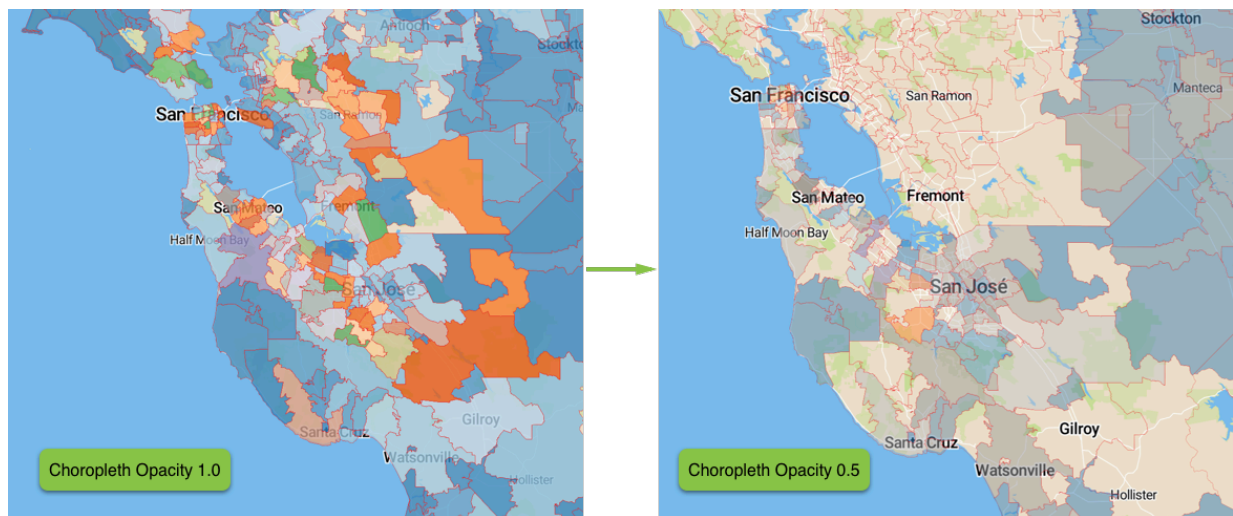 Antioch
Stockton
San Francisco
San Ramon
Fremont
San Mateo
Half Moon Bay
San José
Gilroy
Santa Cruz
Watsonville
Hollister
Choropleth Opacity 1.0
Stockton
San Francisco
San Ramon
Manteca
San Mateo
Fremont
Half Moon Bay
San José
Gilroy
Santa Cruz
Watsonville
Hollister
Choropleth Opacity 0.5